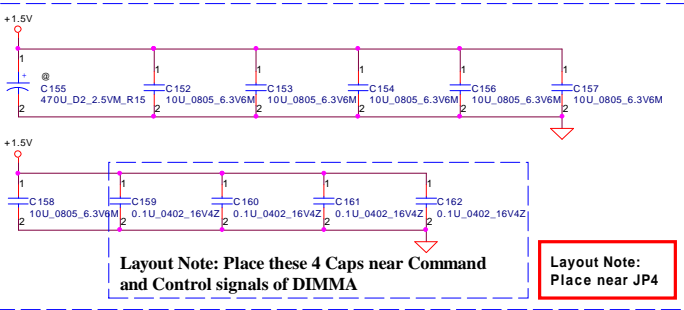 +1.5V
1 1 1 1 1 1
@
+
C155 C152 C153 C154 C156 C157
470U_D2_2.5VM_R15 10U_0805_6.3V6M 10U_0805_6.3V6M 10U_0805_6.3V6M 10U_0805_6.3V6M 10U_0805_6.3V6M
2 2 2 2 2 2
+1.5V
1 1 1 1 1
C158 C159 C160 C161 C162
10U_0805_6.3V6M 0.1U_0402_16V4Z 0.1U_0402_16V4Z 0.1U_0402_16V4Z 0.1U_0402_16V4Z
2 2 2 2 2
Layout Note: Place these 4 Caps near Command
and Control signals of DIMMA
Layout Note:
Place near JP4